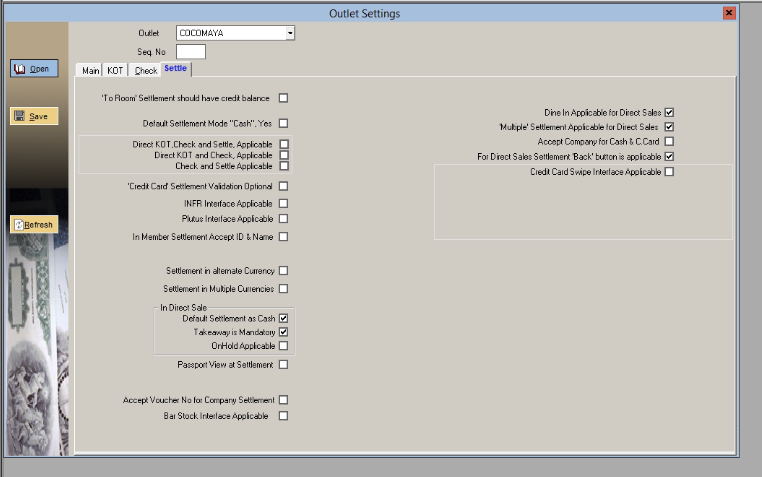 Outlet Settings
Outlet COCOMAYA
Seq. No
Open
Save
Refresh
Main KOT Check Settle
'To Room' Settlement should have credit balance
Default Settlement Mode "Cash", Yes
Direct KOT,Check and Settle, Applicable
Direct KOT and Check, Applicable
Check and Settle Applicable
'Credit Card' Settlement Validation Optional
INFR Interface Applicable
Plutus Interface Applicable
In Member Settlement Accept ID & Name
Settlement in alternate Currency
Settlement in Multiple Currencies
In Direct Sale
Default Settlement as Cash
Takeaway is Mandatory
OnHold Applicable
Passport View at Settlement
Accept Voucher No for Company Settlement
Bar Stock Interface Applicable
Dine In Applicable for Direct Sales
'Multiple' Settlement Applicable for Direct Sales
Accept Company for Cash & C.Card
For Direct Sales Settlement 'Back' button is applicable
Credit Card Swipe Interface Applicable